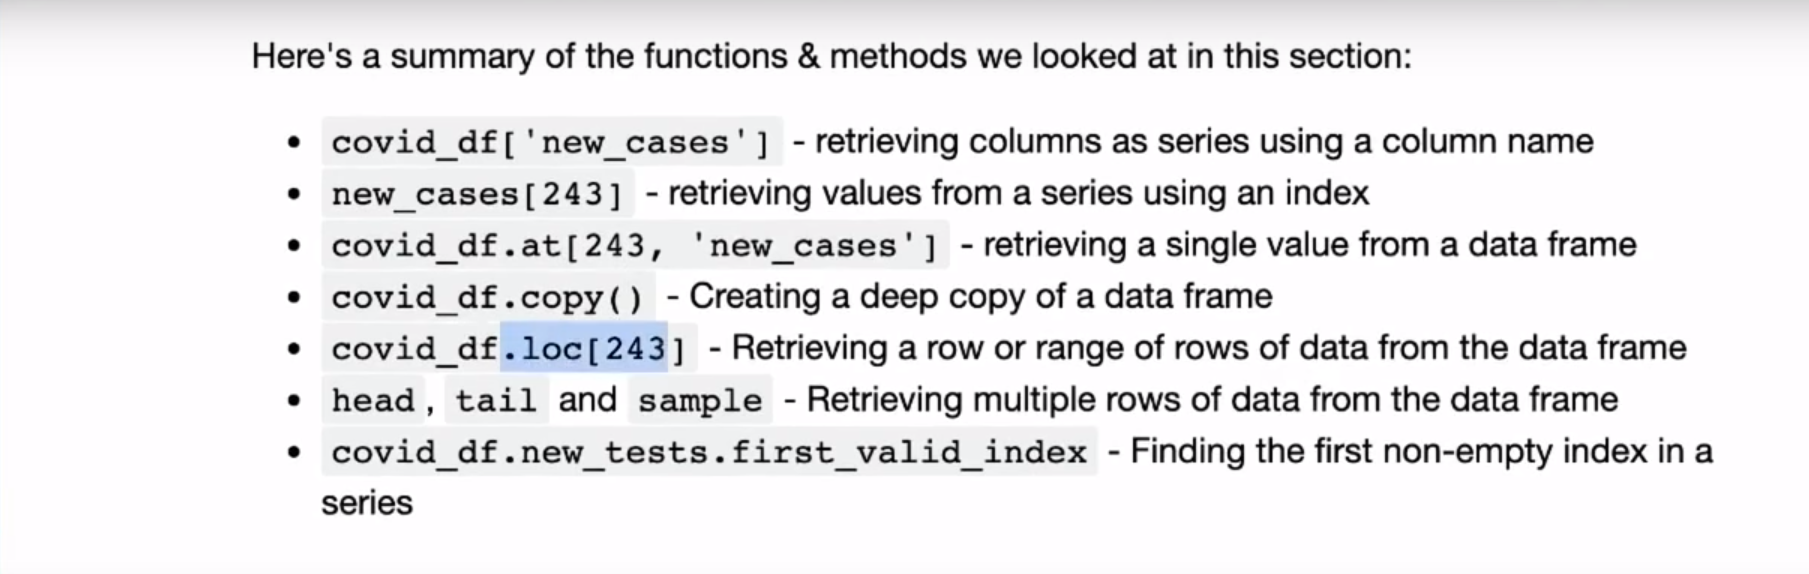 Here's a summary of the functions & methods we looked at in this section:
• covid_df['new_cases'] - retrieving columns as series using a column name
• new_cases[243] - retrieving values from a series using an index
• covid_df.at[243, 'new_cases'] - retrieving a single value from a data frame
• covid_df.copy() - Creating a deep copy of a data frame
• covid_df.loc[243] - Retrieving a row or range of rows of data from the data frame
• head, tail and sample - Retrieving multiple rows of data from the data frame
• covid_df.new_tests.first_valid_index - Finding the first non-empty index in a
series